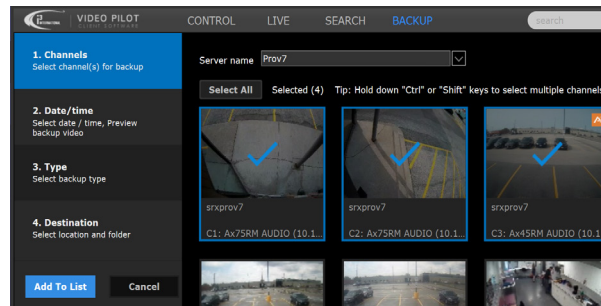 VIDEO PILOT
CLIENT SOFTWARE
CONTROL LIVE SEARCH BACKUP search
1. Channels
Select channel(s) for backup
Server name Prov7
Select All Selected (4) Tip: Hold down "Ctrl" or "Shift" keys to select multiple channels
2. Date/time
Select date / time, Preview
backup video
3. Type
Select backup type
srxprov7 srxprov7 srxprov7
C1: Ax75RM AUDIO (10.1... C2: Ax75RM AUDIO (10.1... C3: Ax45RM AUDIO (10.1
4. Destination
Select location and folder
Add To List Cancel